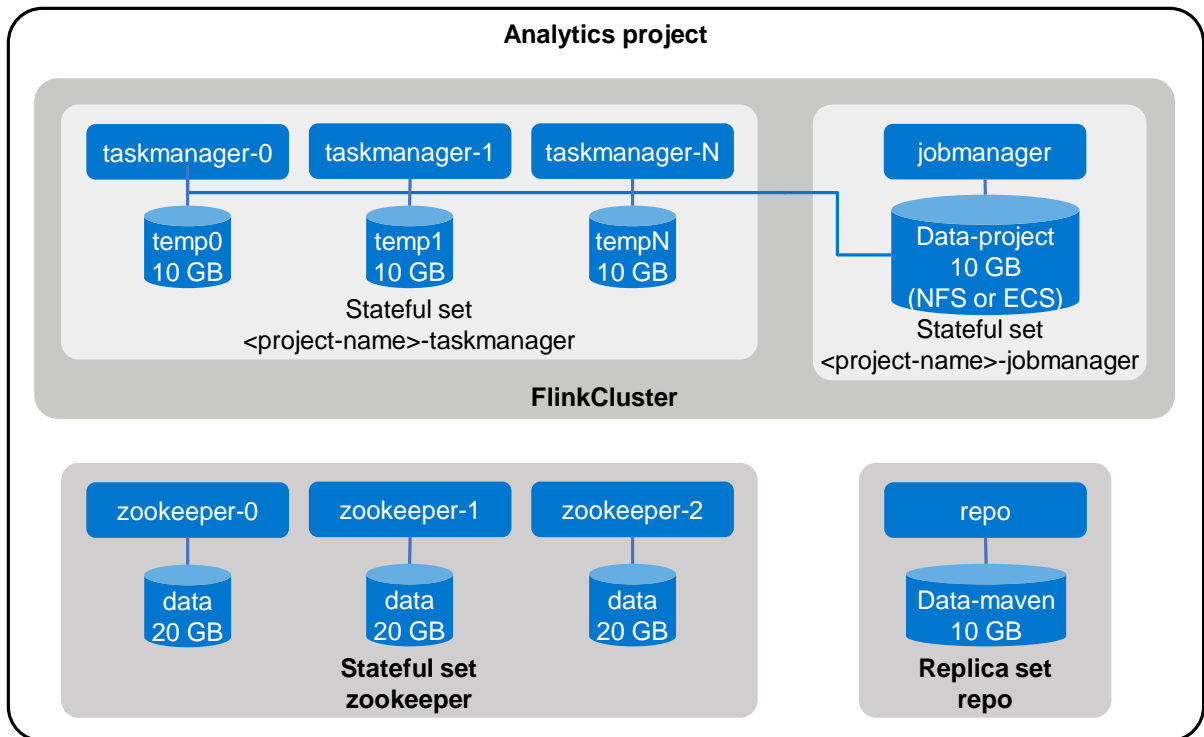 Analytics project
taskmanager-0
taskmanager-1
taskmanager-N
jobmanager
temp0
10 GB
temp1
10 GB
tempN
10 GB
Data-project
10 GB
(NFS or ECS)
Stateful set
<project-name>-taskmanager
Stateful set
<project-name>-jobmanager
FlinkCluster
zookeeper-0
zookeeper-1
zookeeper-2
repo
data
20 GB
data
20 GB
data
20 GB
Data-maven
10 GB
Stateful set
zookeeper
Replica set
repo